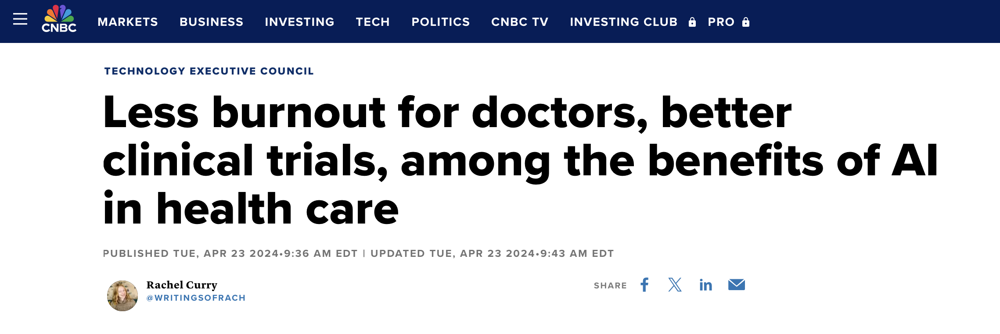 CNBC
MARKETS BUSINESS INVESTING TECH POLITICS CNBC TV INVESTING CLUB PRO
TECHNOLOGY EXECUTIVE COUNCIL
Less burnout for doctors, better
clinical trials, among the benefits of AI
in health care
PUBLISHED TUE, APR 23 2024•9:36 AM EDT | UPDATED TUE, APR 23 2024•9:43 AM EDT
Rachel Curry
@WRITINGSOFRACH
SHARE